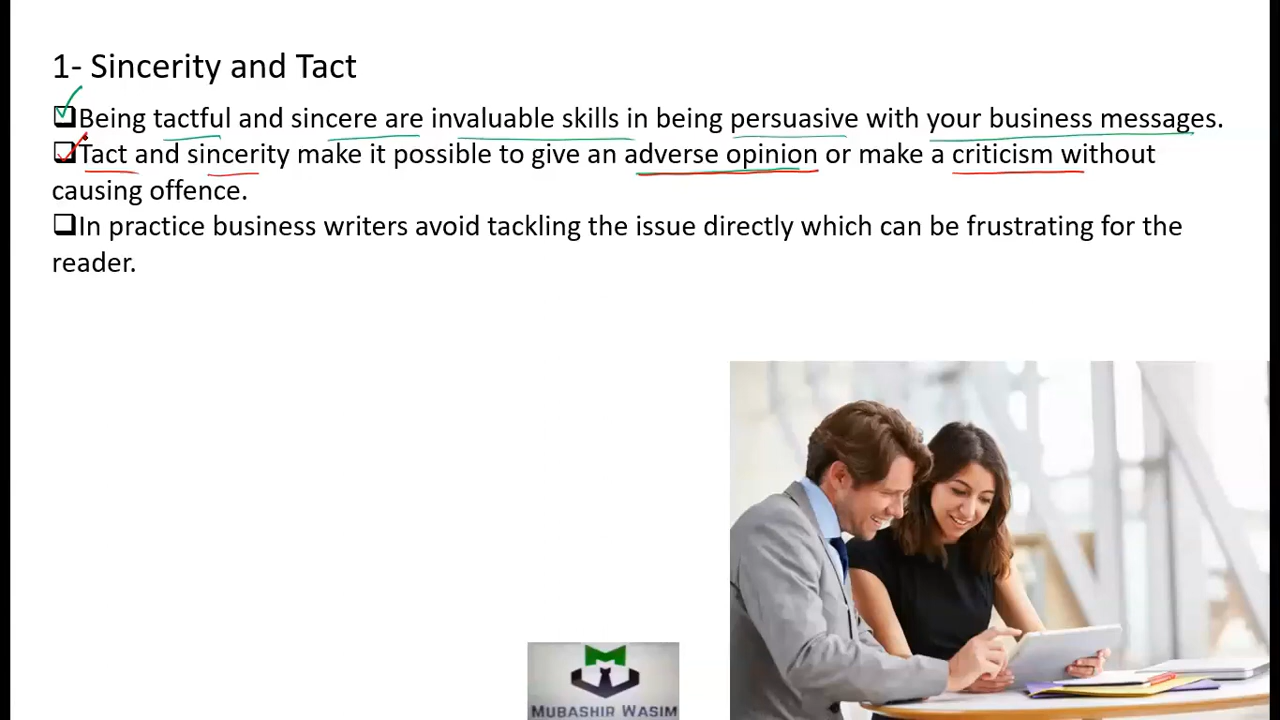 1- Sincerity and Tact
Being tactful and sincere are invaluable skills in being persuasive with your business messages.
Tact and sincerity make it possible to give an adverse opinion or make a criticism without
causing offence.
In practice business writers avoid tackling the issue directly which can be frustrating for the
reader.
MUBASHIR WASIM